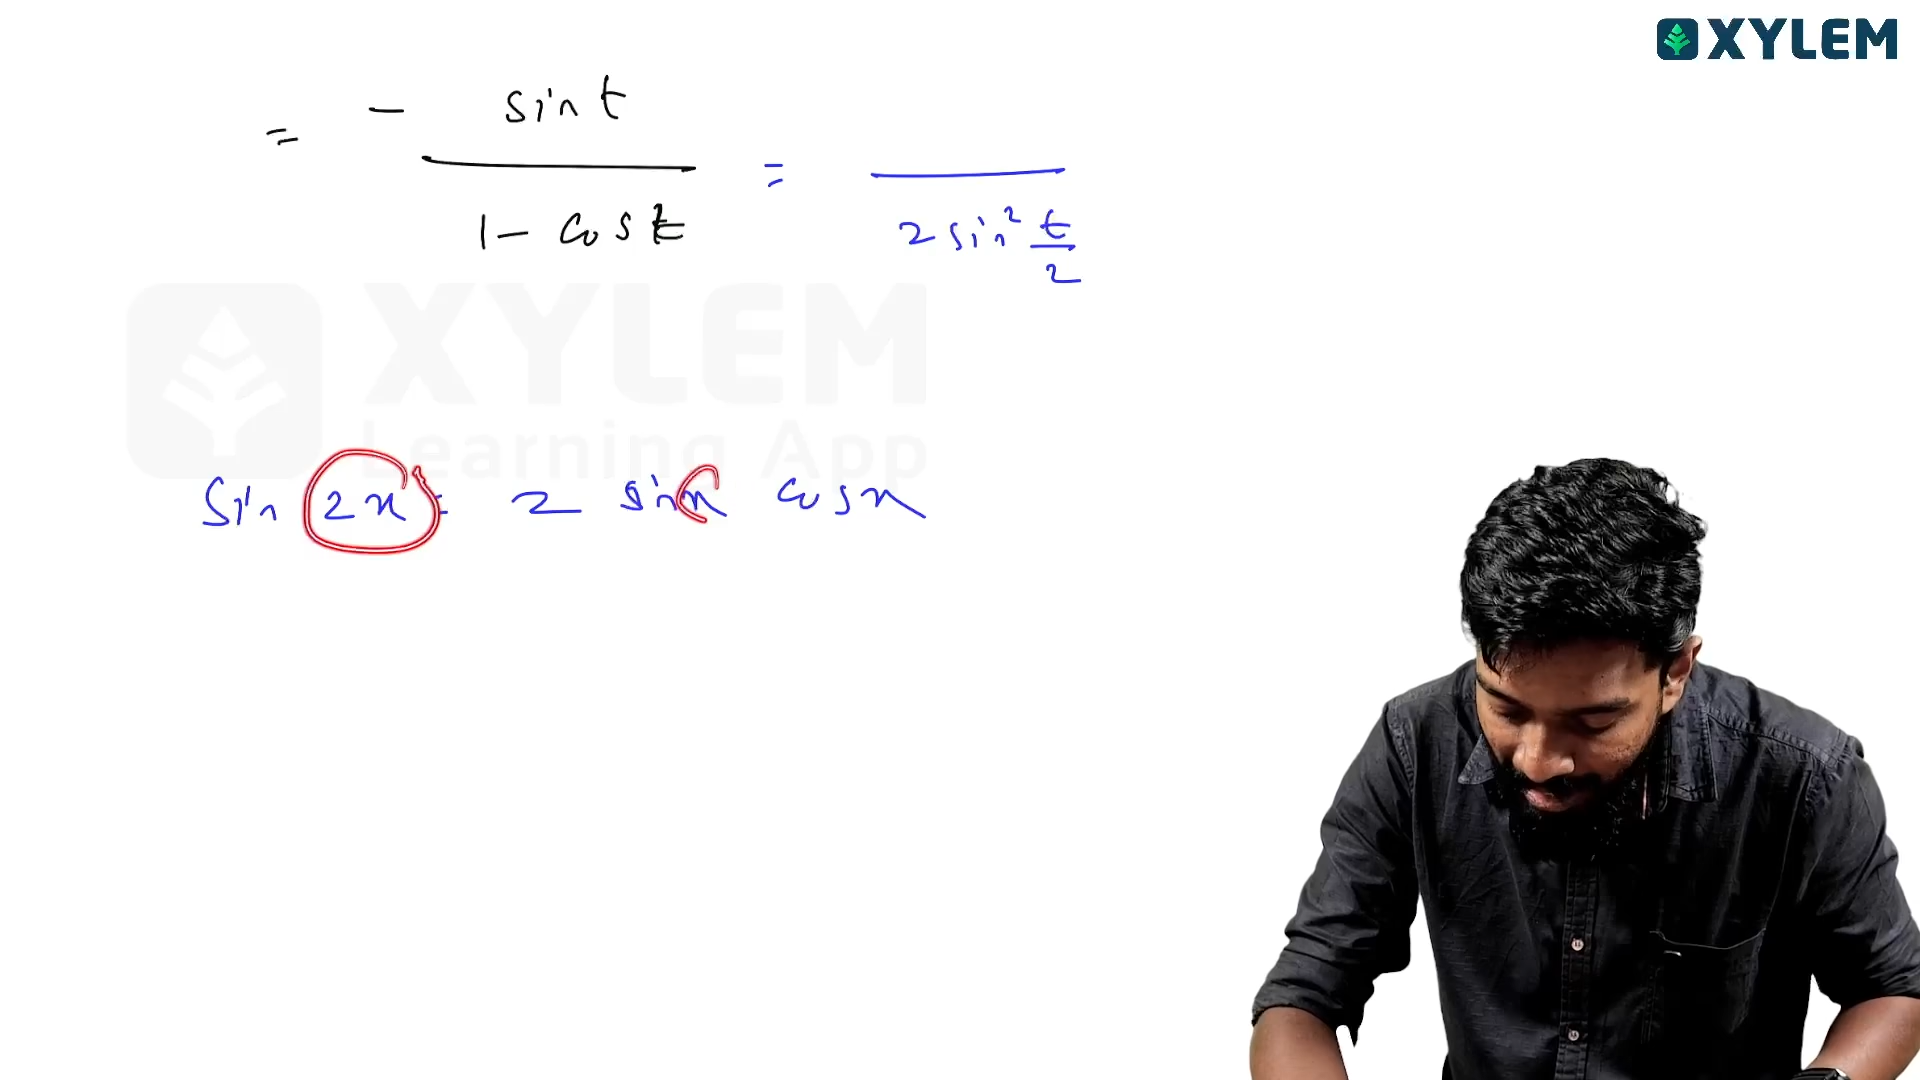 XYLEM
= - sin t / 1 - cos t = / 2 sin² t/2
XYLEM
Learning App
Sin 2x = 2 sin x cos x